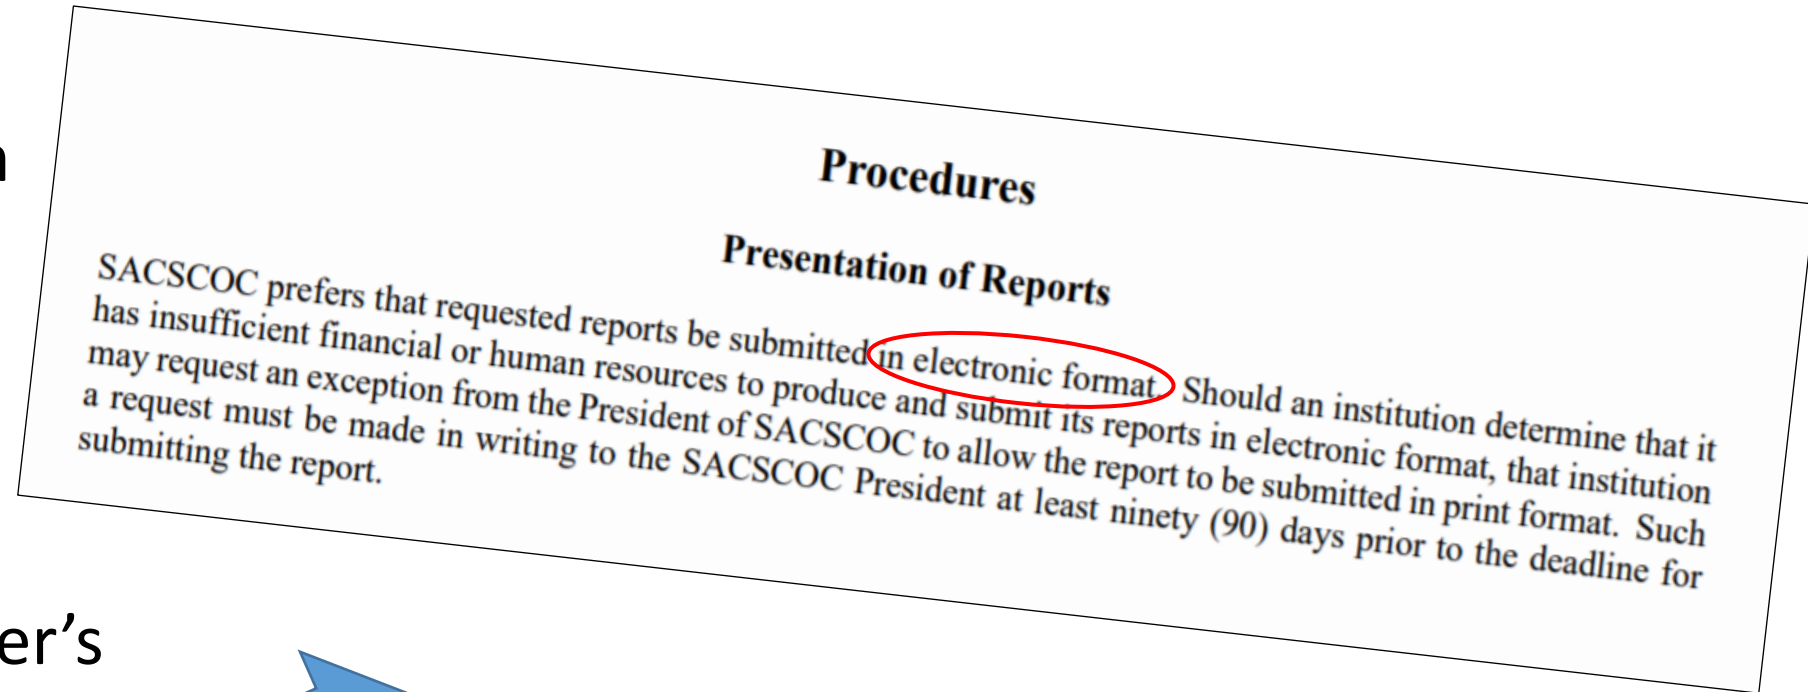 Procedures
Presentation of Reports
SACSCOC prefers that requested reports be submitted in electronic format. Should an institution determine that it
has insufficient financial or human resources to produce and submit its reports in electronic format, that institution
may request an exception from the President of SACSCOC to allow the report to be submitted in print format. Such
a request must be made in writing to the SACSCOC President at least ninety (90) days prior to the deadline for
submitting the report.
er’s